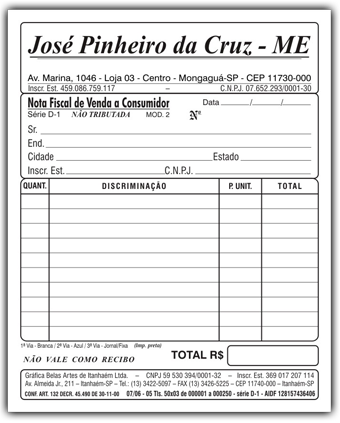 José Pinheiro da Cruz - ME
Av. Marina, 1046 - Loja 03 - Centro - Mongaguá-SP - CEP 11730-000
Inscr. Est. 459.086.759.117 – C.N.P.J. 07.652.293/0001-30
Nota Fiscal de Venda a Consumidor Data ____/____/____
Série D-1 NÃO TRIBUTADA MOD. 2 Nº
Sr.
End.
Cidade Estado
Inscr. Est. C.N.P.J.
QUANT. DISCRIMINAÇÃO P. UNIT. TOTAL
1ª Via - Branca / 2ª Via - Azul / 3ª Via - Jornal/Fixa (imp. preta)
NÃO VALE COMO RECIBO TOTAL R$
Gráfica Belas Artes de Itanhaém Ltda. – CNPJ 59 530 394/0001-32 – Inscr. Est. 369 017 207 114
Av. Almeida Jr., 211 – Itanhaém-SP – Tel.: (13) 3422-5097 – FAX (13) 3426-5225 – CEP 11740-000 – Itanhaém-SP
CONF. ART. 132 DECR. 45.490 DE 30-11-00 07/06 - 05 Tls. 50x03 de 000001 a 000250 - série D-1 - AIDF 128157436406